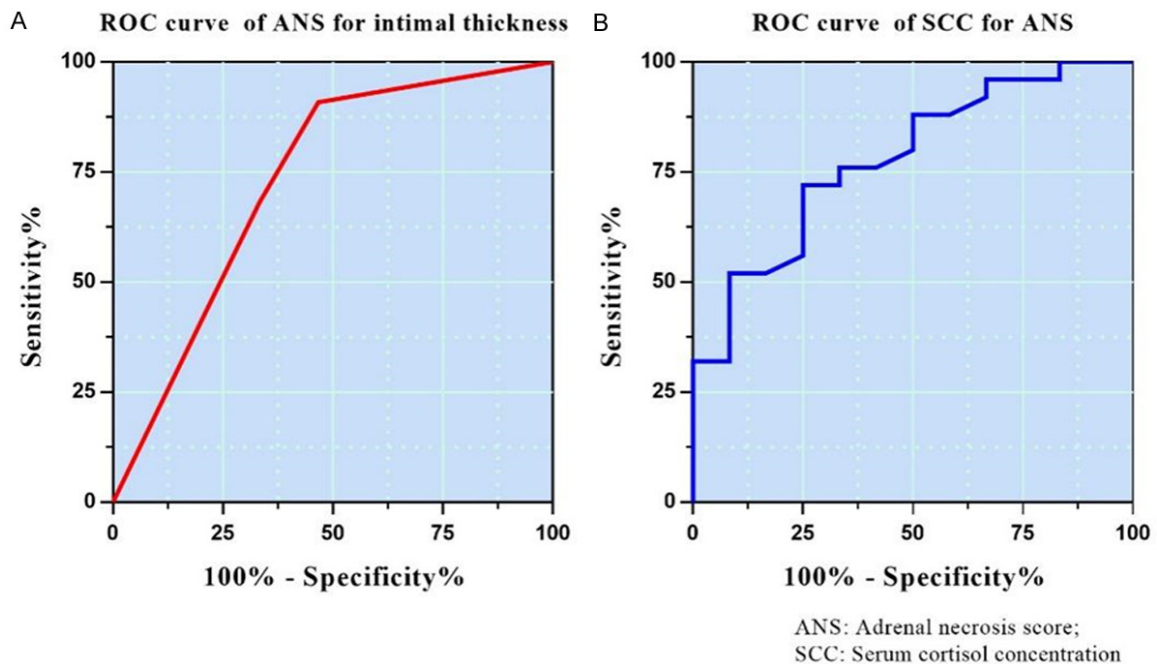 A
ROC curve of ANS for intimal thickness
100
75
50
25
0
Sensitivity%
0 25 50 75 100
100% - Specificity%
B
ROC curve of SCC for ANS
100
75
50
25
0
Sensitivity%
0 25 50 75 100
100% - Specificity%
ANS: Adrenal necrosis score;
SCC: Serum cortisol concentration